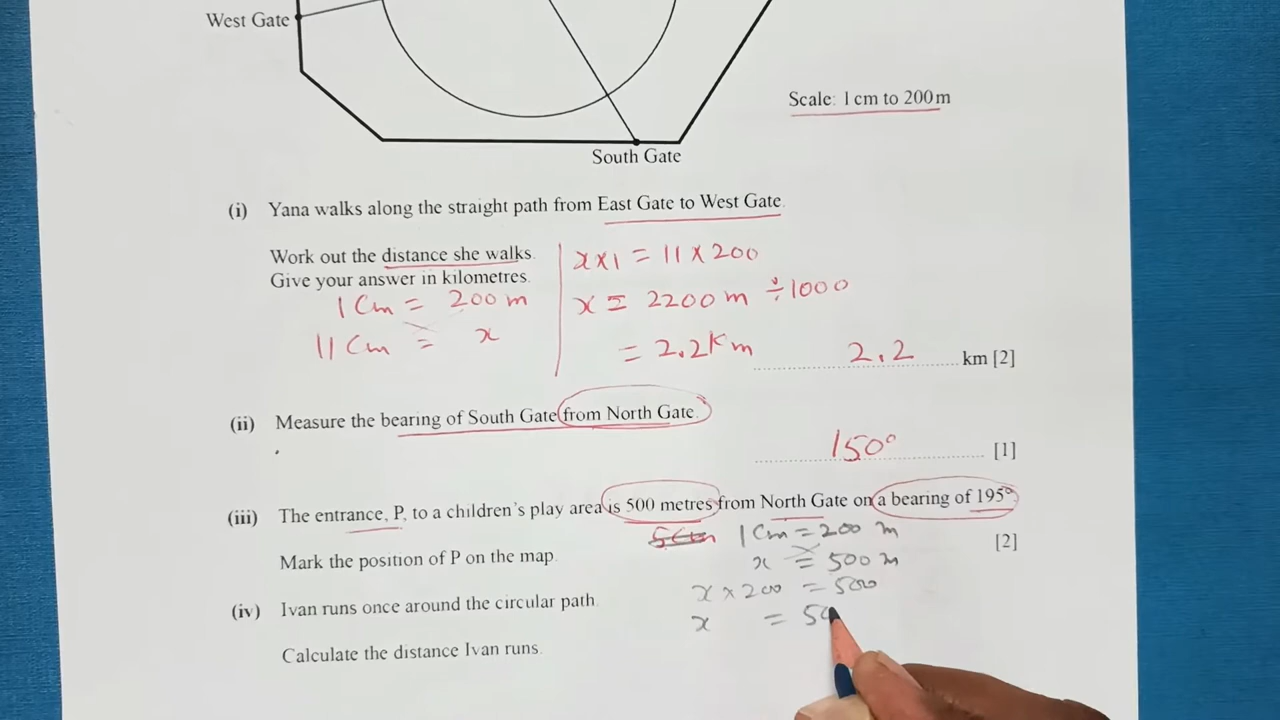 West Gate
Scale: 1 cm to 200 m
South Gate
(i) Yana walks along the straight path from East Gate to West Gate.
Work out the distance she walks.
Give your answer in kilometres.
1 Cm = 200 m
11 Cm = x
x×1 = 11 × 200
x = 2200 m ÷1000
= 2.2 Km
2.2 km [2]
(ii) Measure the bearing of South Gate from North Gate.
150° [1]
(iii) The entrance, P, to a children's play area is 500 metres from North Gate on a bearing of 195°
5 Cm 1 Cm = 200 m
[2]
Mark the position of P on the map.
x = 500 m
x × 200 = 500
(iv) Ivan runs once around the circular path.
x = 50
Calculate the distance Ivan runs.